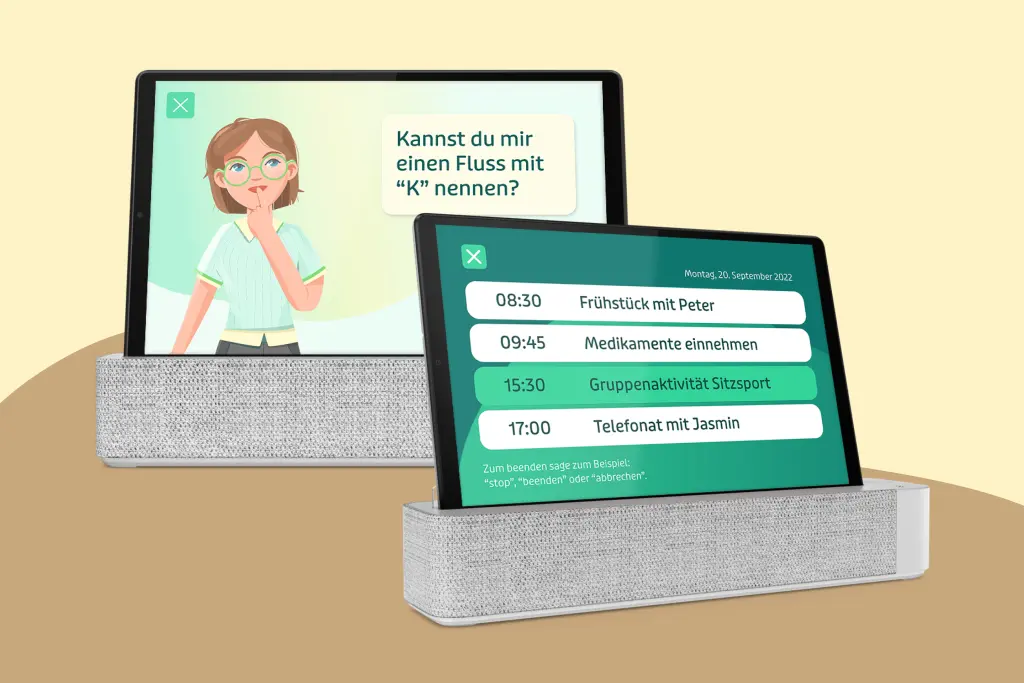 Kannst du mir
einen Fluss mit
“K” nennen?
Montag, 20. September 2022
08:30 Frühstück mit Peter
09:45 Medikamente einnehmen
15:30 Gruppenaktivität Sitzsport
17:00 Telefonat mit Jasmin
Zum beenden sage zum Beispiel:
“stop”, “beenden” oder “abbrechen”.